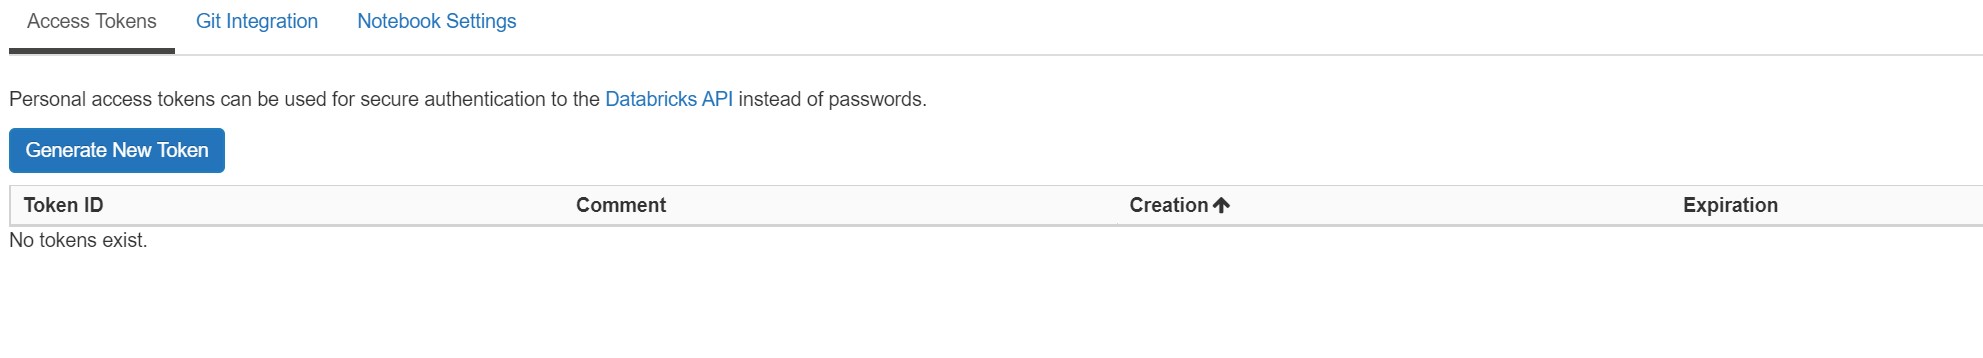 Access Tokens Git Integration Notebook Settings
Personal access tokens can be used for secure authentication to the Databricks API instead of passwords.
Generate New Token
Token ID Comment Creation Expiration
No tokens exist.